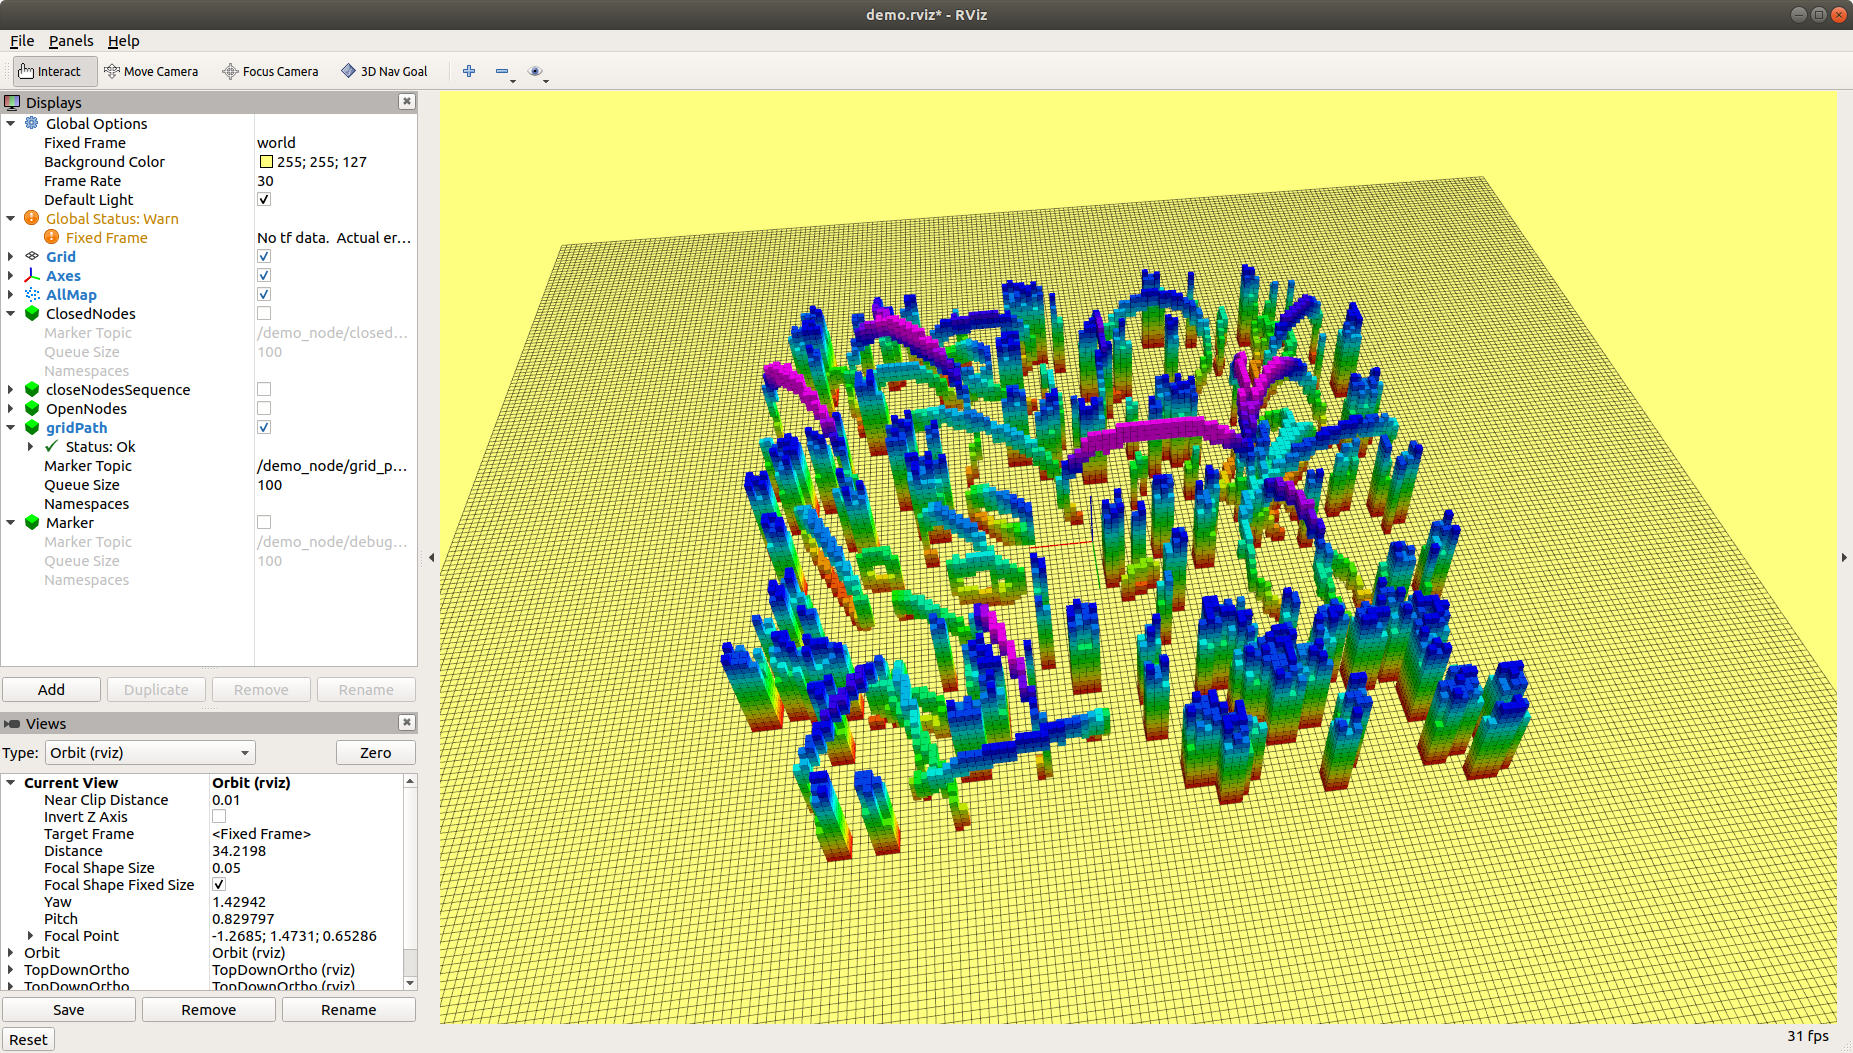 demo.rviz* - RViz
File Panels Help
Interact Move Camera Focus Camera 3D Nav Goal
Displays
Global Options
Fixed Frame world
Background Color 255; 255; 127
Frame Rate 30
Default Light
Global Status: Warn
Fixed Frame No tf data.  Actual er...
Grid
Axes
AllMap
ClosedNodes
Marker Topic /demo_node/closed...
Queue Size 100
Namespaces
closeNodesSequence
OpenNodes
gridPath
Status: Ok
Marker Topic /demo_node/grid_p...
Queue Size 100
Namespaces
Marker
Marker Topic /demo_node/debug...
Queue Size 100
Namespaces
Add Duplicate Remove Rename
Views
Type: Orbit (rviz) Zero
Current View Orbit (rviz)
Near Clip Distance 0.01
Invert Z Axis
Target Frame <Fixed Frame>
Distance 34.2198
Focal Shape Size 0.05
Focal Shape Fixed Size
Yaw 1.42942
Pitch 0.829797
Focal Point -1.2685; 1.4731; 0.65286
Orbit Orbit (rviz)
TopDownOrtho TopDownOrtho (rviz)
TopDownOrtho TopDownOrtho (rviz)
Save Remove Rename
Reset
31 fps